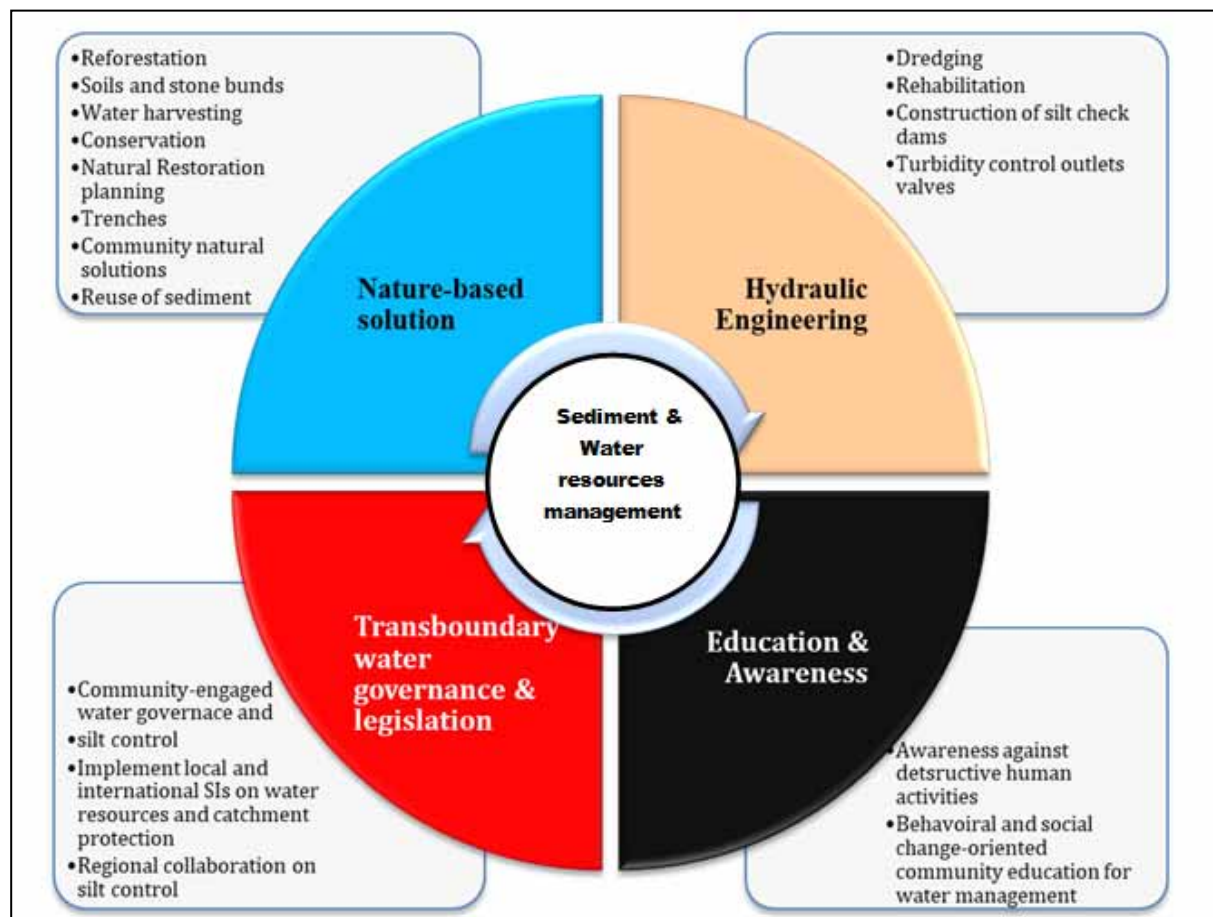 •Reforestation
•Soils and stone bunds
•Water harvesting
•Conservation
•Natural Restoration
planning
•Trenches
•Community natural
solutions
•Reuse of sediment
•Dredging
•Rehabilitation
•Construction of silt check
dams
•Turbidity control outlets
valves
Nature-based
solution
Hydraulic
Engineering
Sediment &
Water
resources
management
Transboundary
water
governance &
legislation
Education &
Awareness
•Community-engaged
water governace and
•silt control
•Implement local and
international SIs on water
resources and catchment
protection
•Regional collaboration on
silt control
•Awareness against
detsructive human
activities
•Behavoiral and social
change-oriented
community education for
water management